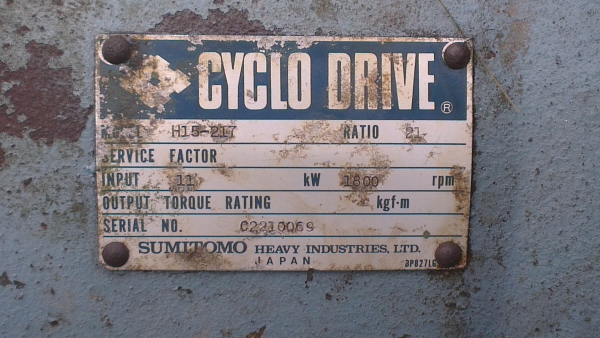 CYCLO DRIVE ®
H15-217 RATIO 21
SERVICE FACTOR
INPUT 11 kW 1800 rpm
OUTPUT TORQUE RATING kgf-m
SERIAL NO. C2210069
SUMITOMO HEAVY INDUSTRIES, LTD.
JAPAN